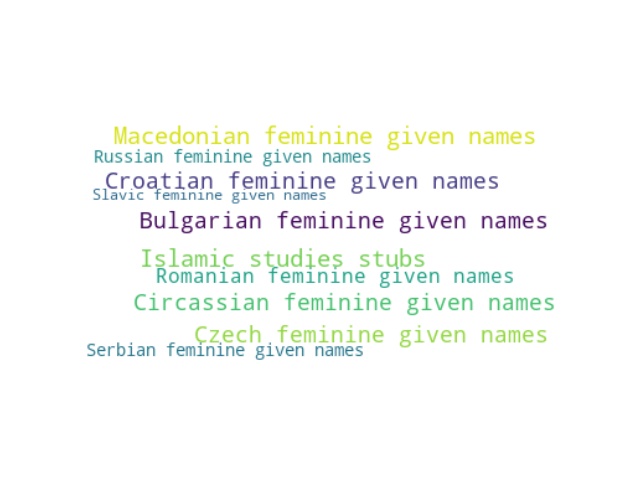 Macedonian feminine given names
Russian feminine given names
Croatian feminine given names
Slavic feminine given names
Bulgarian feminine given names
Islamic studies stubs
Romanian feminine given names
Circassian feminine given names
Czech feminine given names
Serbian feminine given names